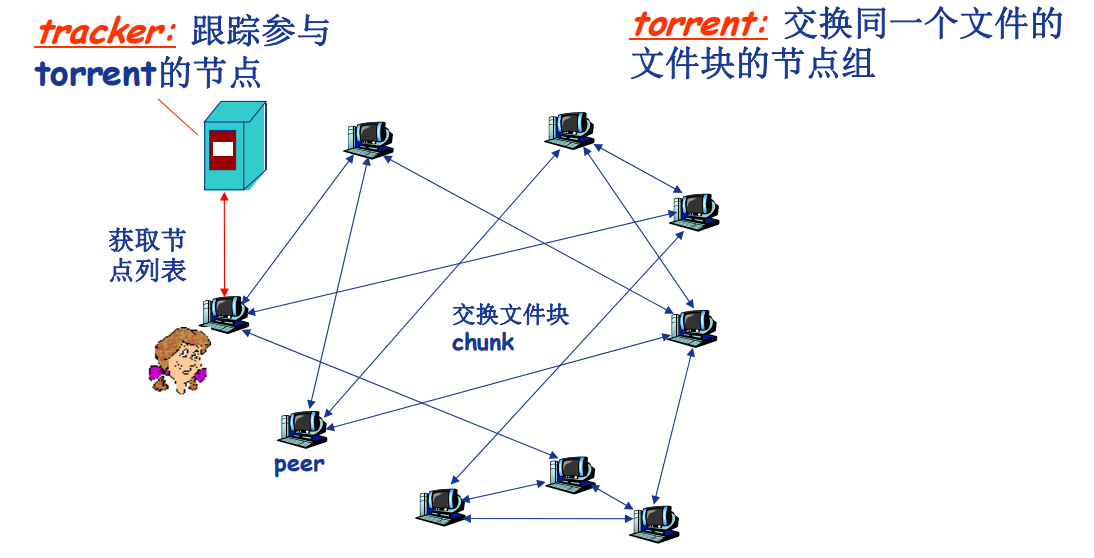 tracker: 跟踪参与
torrent的节点
torrent: 交换同一个文件的
文件块的节点组
获取节
点列表
交换文件块
chunk
peer